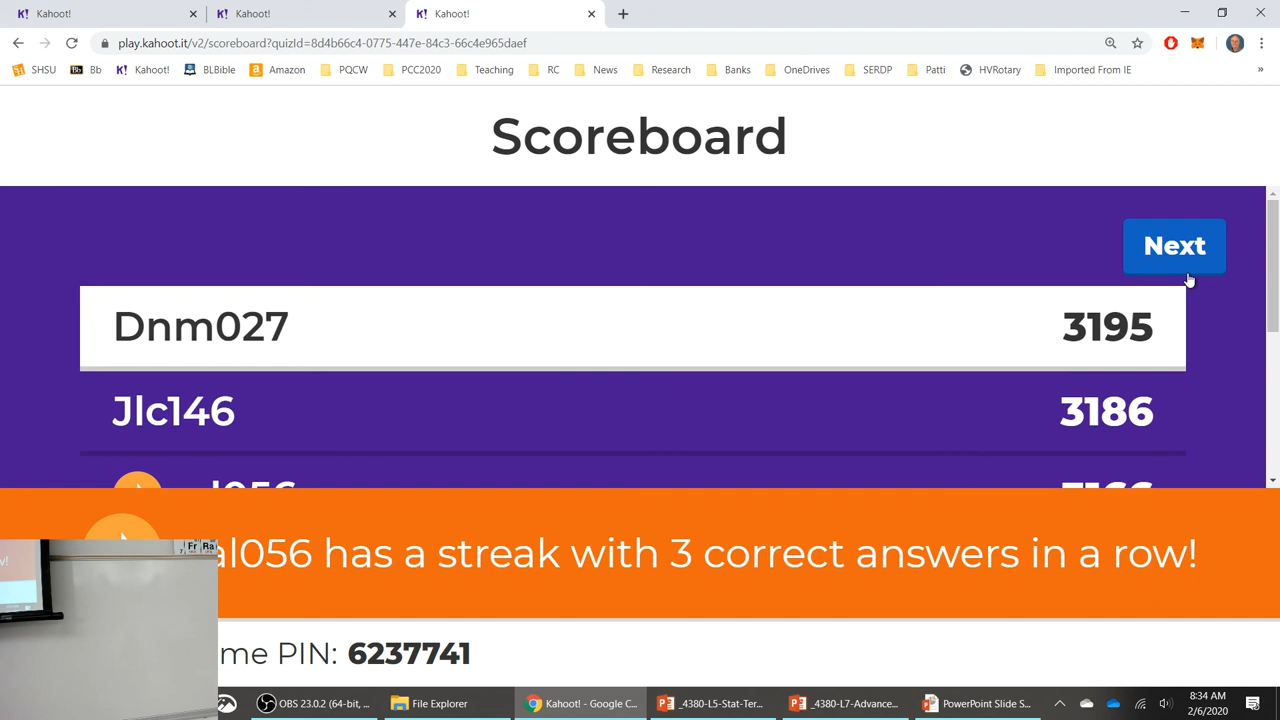 Kahoot!
Kahoot!
Kahoot!
play.kahoot.it/v2/scoreboard?quizId=8d4b66c4-0775-447e-84c3-66c4e965daef
SHSU
Bb
Kahoot!
BLBible
Amazon
PQCW
PCC2020
Teaching
RC
News
Research
Banks
OneDrives
SERDP
Patti
HVRotary
Imported From IE
Scoreboard
Next
Dnm027 3195
Jlc146 3186
al056 has a streak with 3 correct answers in a row!
Fr Ra
me PIN: 6237741
OBS 23.0.2 (64-bit, ...
File Explorer
Kahoot! - Google C...
_4380-L5-Stat-Ter...
_4380-L7-Advance...
PowerPoint Slide S...
8:34 AM
2/6/2020